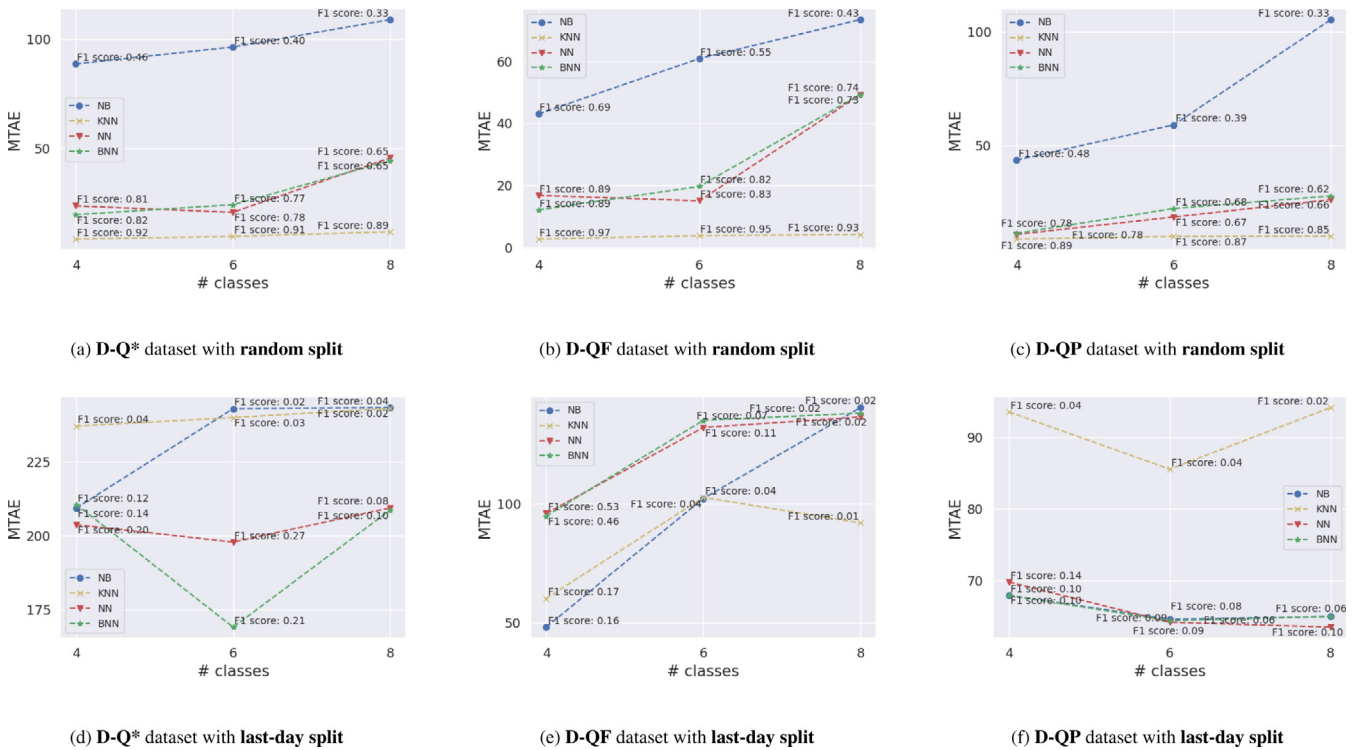 F1 score: 0.33
F1 score: 0.40
F1 score: 0.46
100
NB
KNN
NN
BNN
MTAE
50
F1 score: 0.65
F1 score: 0.65
F1 score: 0.81
F1 score: 0.77
F1 score: 0.82
F1 score: 0.78
F1 score: 0.92
F1 score: 0.91
F1 score: 0.89
4
6
8
# classes
(a) D-Q* dataset with random split
F1 score: 0.43
NB
KNN
NN
BNN
F1 score: 0.55
F1 score: 0.69
F1 score: 0.74
F1 score: 0.73
60
40
20
0
MTAE
F1 score: 0.89
F1 score: 0.82
F1 score: 0.89
F1 score: 0.83
F1 score: 0.97
F1 score: 0.95
F1 score: 0.93
4
6
8
# classes
(b) D-QF dataset with random split
F1 score: 0.33
NB
KNN
NN
BNN
100
50
MTAE
F1 score: 0.39
F1 score: 0.48
F1 score: 0.62
F1 score: 0.68
F1 score: 0.66
F1 score: 0.78
F1 score: 0.78
F1 score: 0.67
F1 score: 0.85
F1 score: 0.89
F1 score: 0.87
4
6
8
# classes
(c) D-QP dataset with random split
F1 score: 0.02
F1 score: 0.04
F1 score: 0.02
F1 score: 0.04
F1 score: 0.03
225
200
175
MTAE
F1 score: 0.12
F1 score: 0.14
F1 score: 0.20
F1 score: 0.08
F1 score: 0.10
F1 score: 0.27
F1 score: 0.21
NB
KNN
NN
BNN
4
6
8
# classes
(d) D-Q* dataset with last-day split
NB
KNN
NN
BNN
F1 score: 0.02
F1 score: 0.02
F1 score: 0.07
F1 score: 0.02
F1 score: 0.11
100
50
MTAE
F1 score: 0.53
F1 score: 0.46
F1 score: 0.04
F1 score: 0.04
F1 score: 0.01
F1 score: 0.17
F1 score: 0.16
4
6
8
# classes
(e) D-QF dataset with last-day split
F1 score: 0.04
F1 score: 0.02
F1 score: 0.04
90
80
70
MTAE
NB
KNN
NN
BNN
F1 score: 0.14
F1 score: 0.10
F1 score: 0.10
F1 score: 0.08
F1 score: 0.06
F1 score: 0.09
F1 score: 0.06
F1 score: 0.09
F1 score: 0.10
4
6
8
# classes
(f) D-QP dataset with last-day split